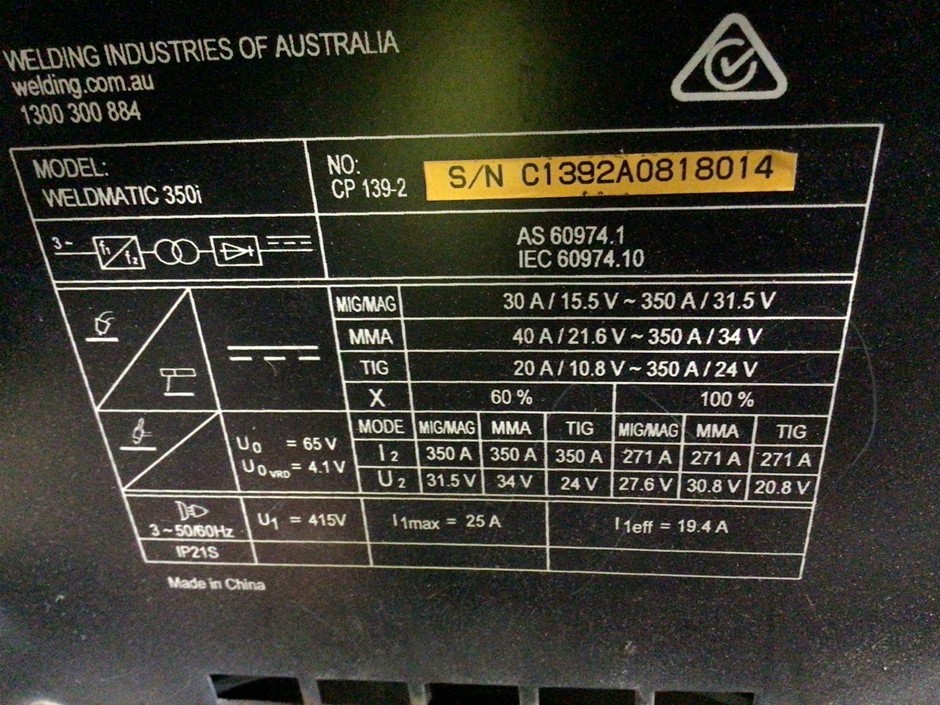 WELDING INDUSTRIES OF AUSTRALIA
welding.com.au
1300 300 884
MODEL:
WELDMATIC 350i
NO:
CP 139-2
S/N C1392A0818014
3~ f1 f2
AS 60974.1
IEC 60974.10
MIG/MAG 30 A / 15.5 V ~ 350 A / 31.5 V
MMA 40 A / 21.6 V ~ 350 A / 34 V
TIG 20 A / 10.8 V ~ 350 A / 24 V
X 60 % 100 %
MODE MIG/MAG MMA TIG MIG/MAG MMA TIG
U0 = 65 V
U0 VRD = 4.1 V
I2 350 A 350 A 350 A 271 A 271 A 271 A
U2 31.5 V 34 V 24 V 27.6 V 30.8 V 20.8 V
3 ~ 50/60Hz
U1 = 415V
I1max = 25 A
I1eff = 19.4 A
IP21S
Made in China